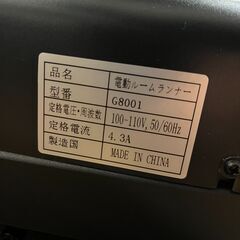 品名 電動ルームランナー
型番 G8001
定格電圧・周波数 100-110V,50/60Hz
定格電流 4.3A
製造国 MADE IN CHINA